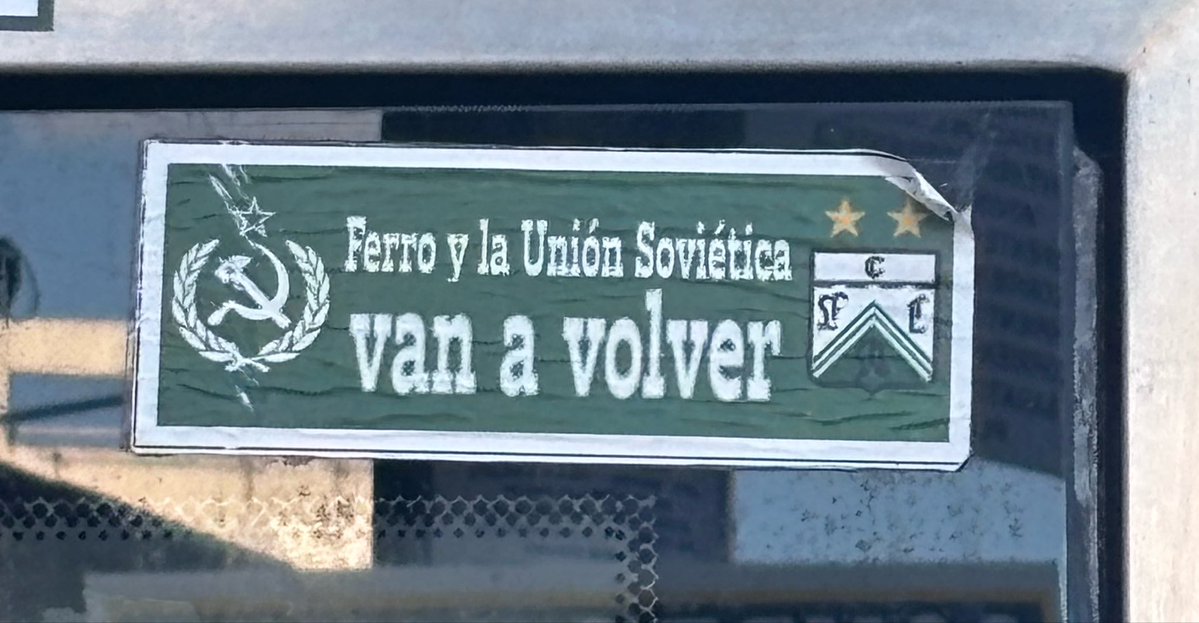 Ferro y la Unión Soviética
van a volver
C
F C